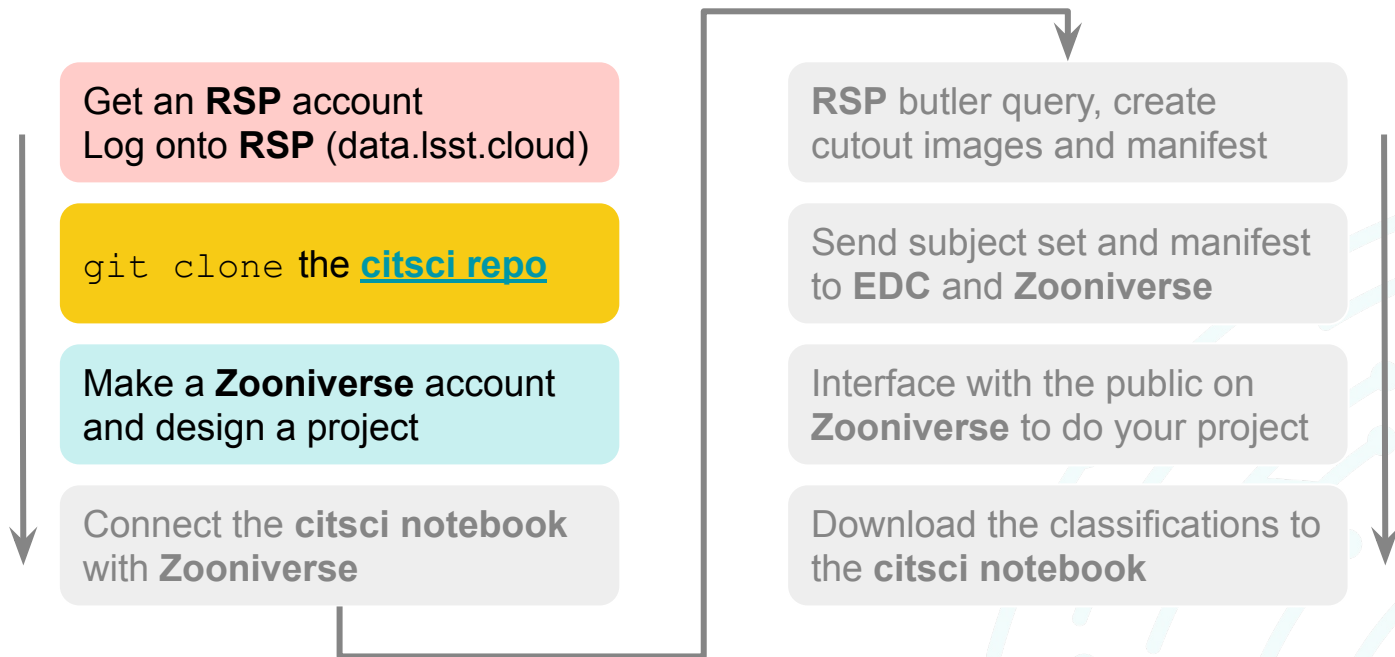 Get an RSP account
Log onto RSP (data.lsst.cloud)
git clone the citsci repo
Make a Zooniverse account
and design a project
Connect the citsci notebook
with Zooniverse
RSP butler query, create
cutout images and manifest
Send subject set and manifest
to EDC and Zooniverse
Interface with the public on
Zooniverse to do your project
Download the classifications to
the citsci notebook